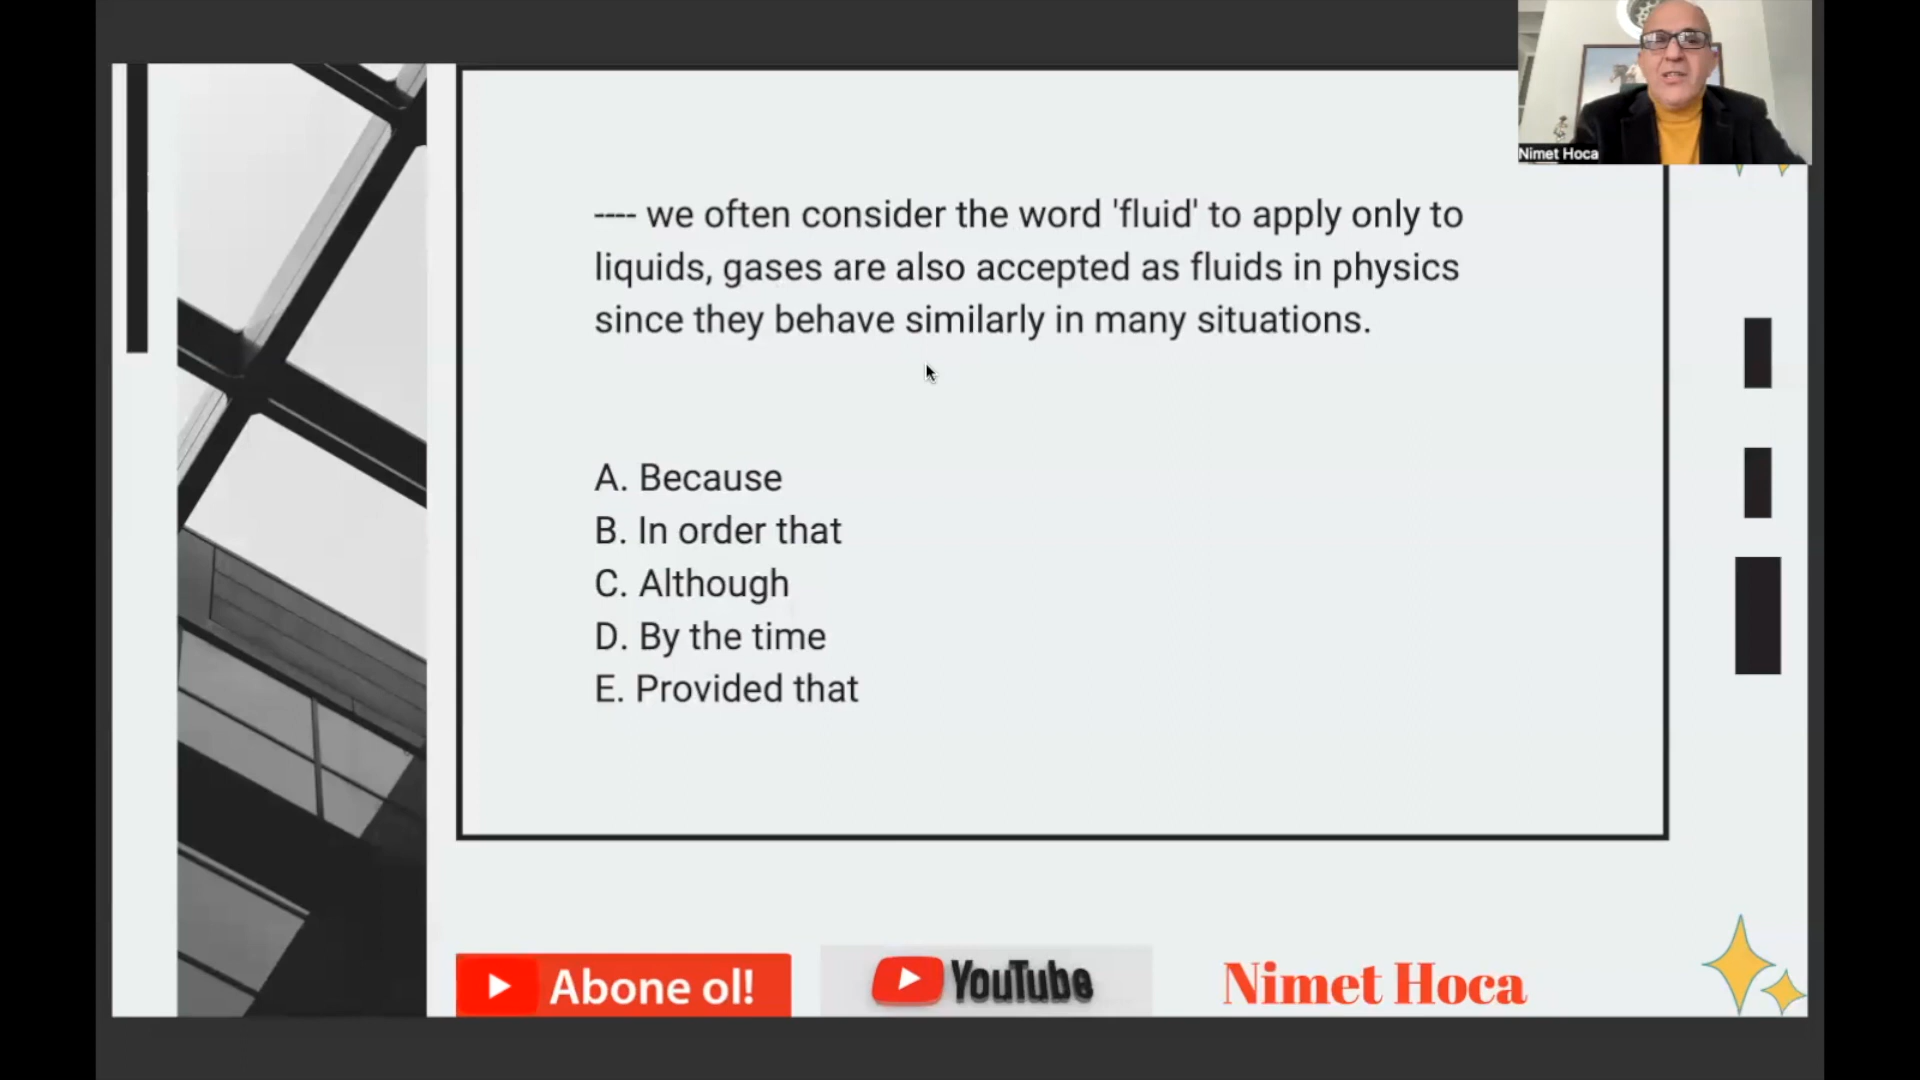 Nimet Hoca
---- we often consider the word 'fluid' to apply only to
liquids, gases are also accepted as fluids in physics
since they behave similarly in many situations.
A. Because
B. In order that
C. Although
D. By the time
E. Provided that
Abone ol!
YouTube
Nimet Hoca